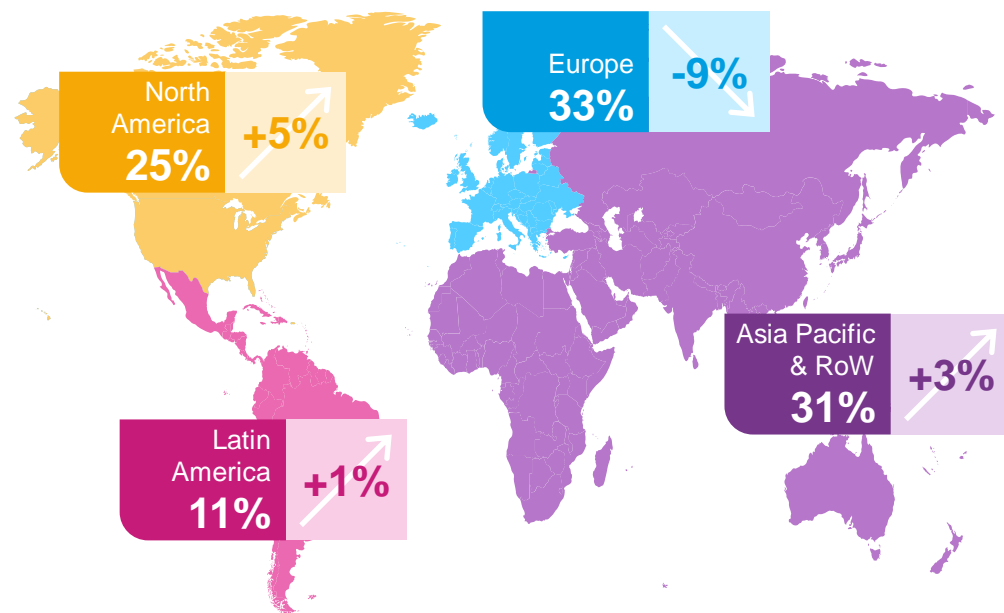 North
America
25%
+5%
Europe
33%
-9%
Asia Pacific
& RoW
31%
+3%
Latin
America
11%
+1%